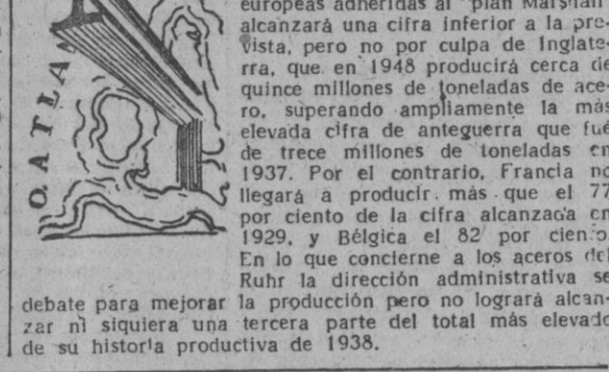 europeas adheridas al "plan Marshall"
alcanzará una cifra inferior a la pre-
vista, pero no por culpa de Inglate-
rra, que en 1948 producirá cerca de
quince millones de toneladas de ace-
ro, superando ampliamente la más
elevada cifra de anteguerra que fué
de trece millones de toneladas en
1937. Por el contrario, Francia no
llegará a producir más que el 77
por ciento de la cifra alcanzada en
1929, y Bélgica el 82 por ciento.
En lo que concierne a los aceros del
Ruhr la dirección administrativa se
debate para mejorar la producción pero no logrará alcan-
zar ni siquiera una tercera parte del total más elevado
de su historia productiva de 1938.
O. ATLAN